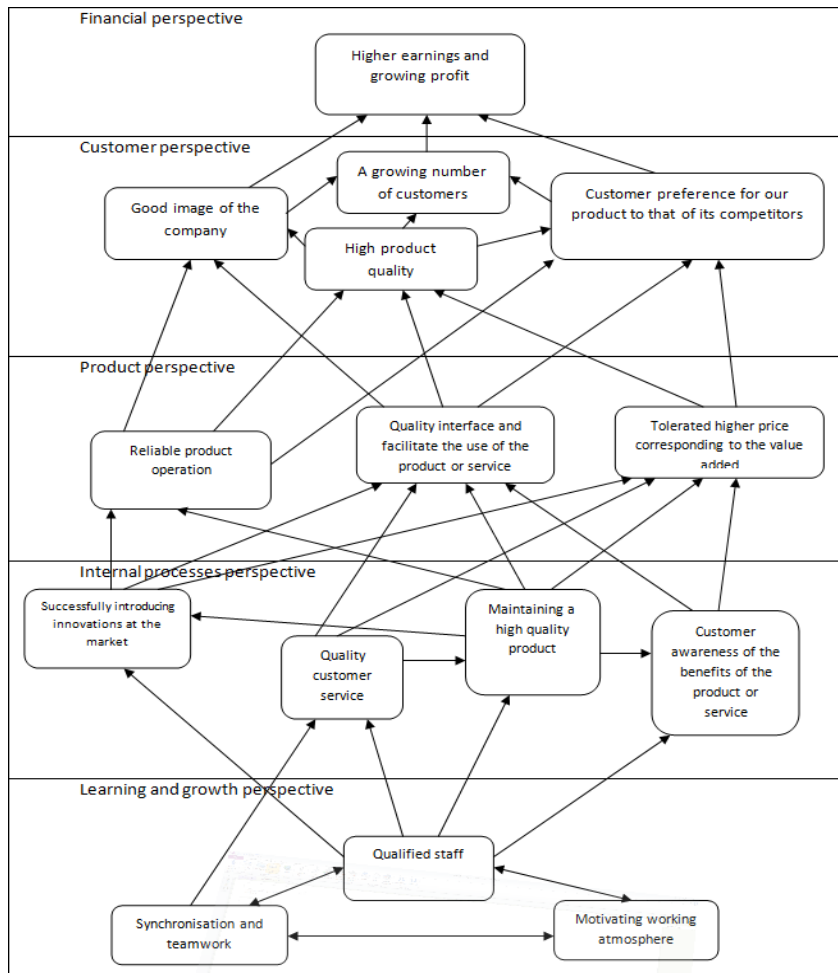 Financial perspective
Higher earnings and
growing profit
Customer perspective
A growing number
of customers
Good image of the
company
Customer preference for our
product to that of its competitors
High product
quality
Product perspective
Reliable product
operation
Quality interface and
facilitate the use of the
product or service
Tolerated higher price
corresponding to the value
added
Internal processes perspective
Successfully introducing
innovations at the
market
Quality
customer
service
Maintaining a
high quality
product
Customer
awareness of the
benefits of the
product or
service
Learning and growth perspective
Qualified staff
Synchronisation and
teamwork
Motivating working
atmosphere